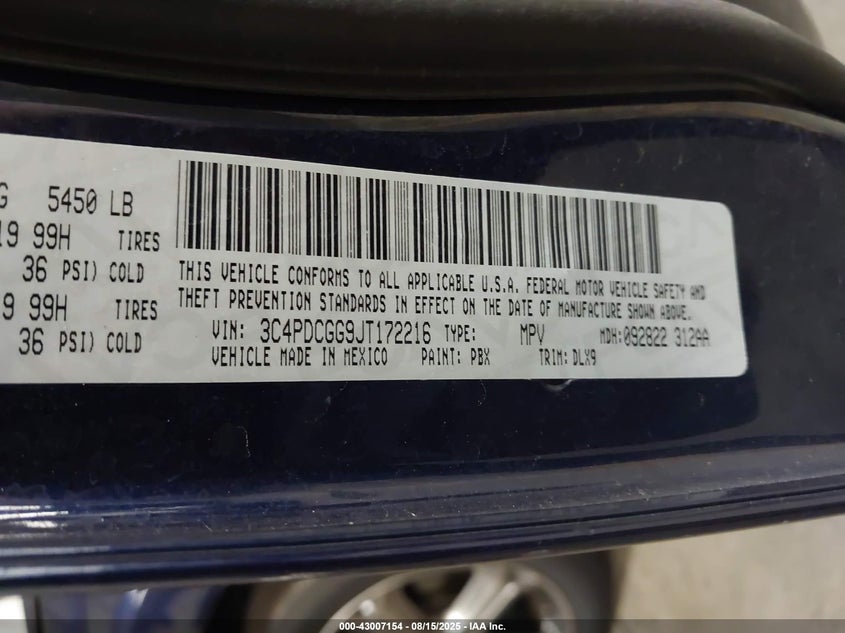 G 5450 LB
19 99H TIRES
36 PSI) COLD
9 99H TIRES
36 PSI) COLD
THIS VEHICLE CONFORMS TO ALL APPLICABLE U.S.A. FEDERAL MOTOR VEHICLE SAFETY AND
THEFT PREVENTION STANDARDS IN EFFECT ON THE DATE OF MANUFACTURE SHOWN ABOVE.
VIN: 3C4PDCGG9JT172216 TYPE: MPV MDH:092822 312AA
VEHICLE MADE IN MEXICO PAINT: PBX TRIM: DLX9
000-43007154 - 08/15/2025 - IAA Inc.